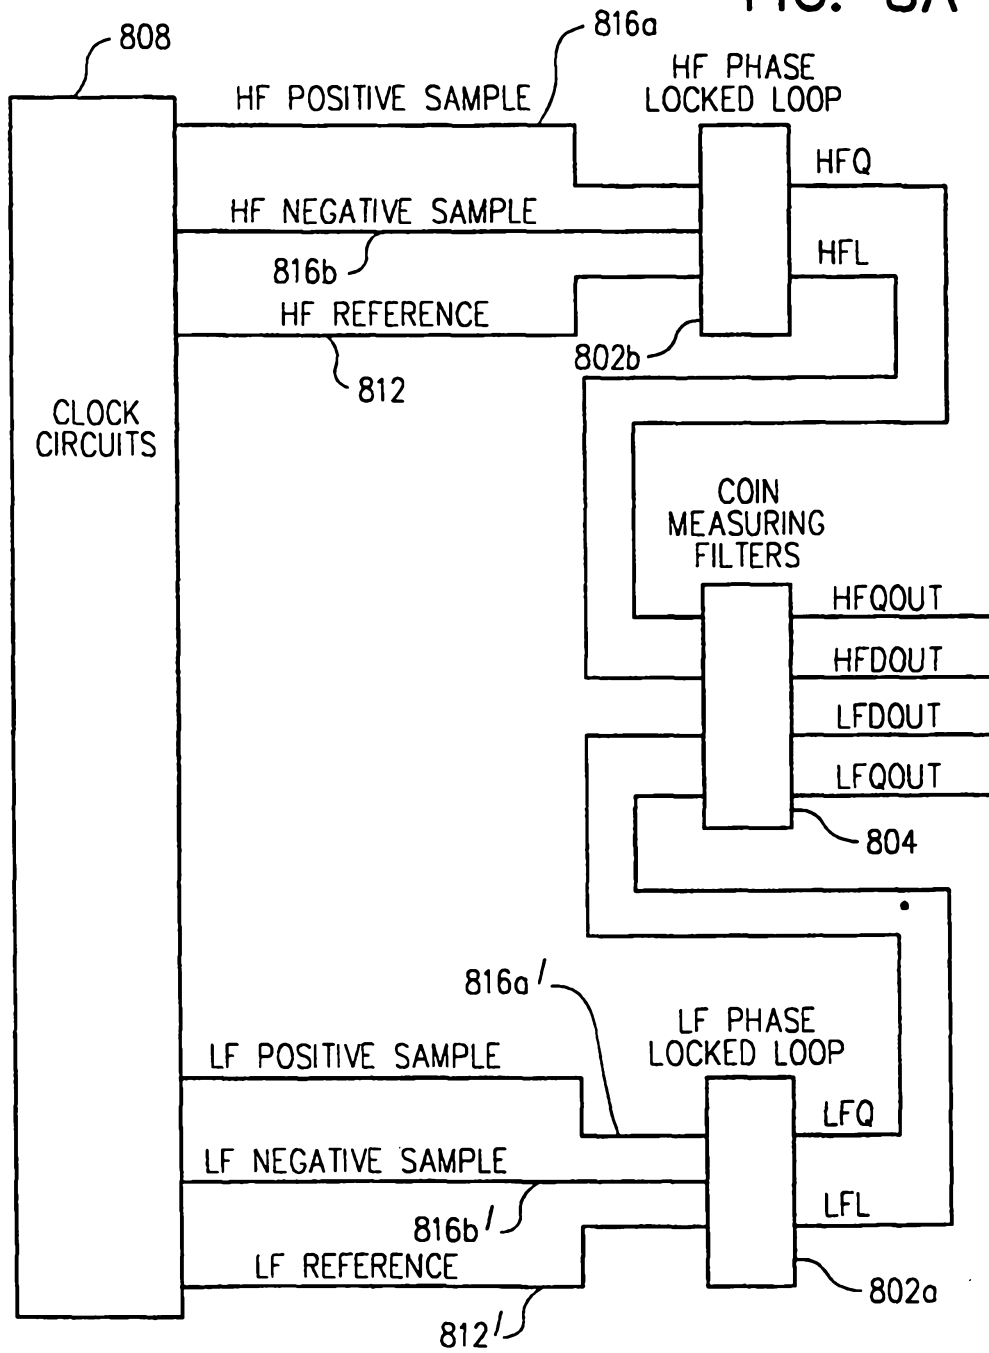 808
816a
HF POSITIVE SAMPLE
HF PHASE
LOCKED LOOP
HFQ
HF NEGATIVE SAMPLE
816b
HFL
HF REFERENCE
802b
812
CLOCK
CIRCUITS
COIN
MEASURING
FILTERS
HFQOUT
HFDOUT
LFDOUT
LFQOUT
804
816a'
LF PHASE
LOCKED LOOP
LF POSITIVE SAMPLE
LFQ
LF NEGATIVE SAMPLE
816b'
LFL
LF REFERENCE
802a
812'